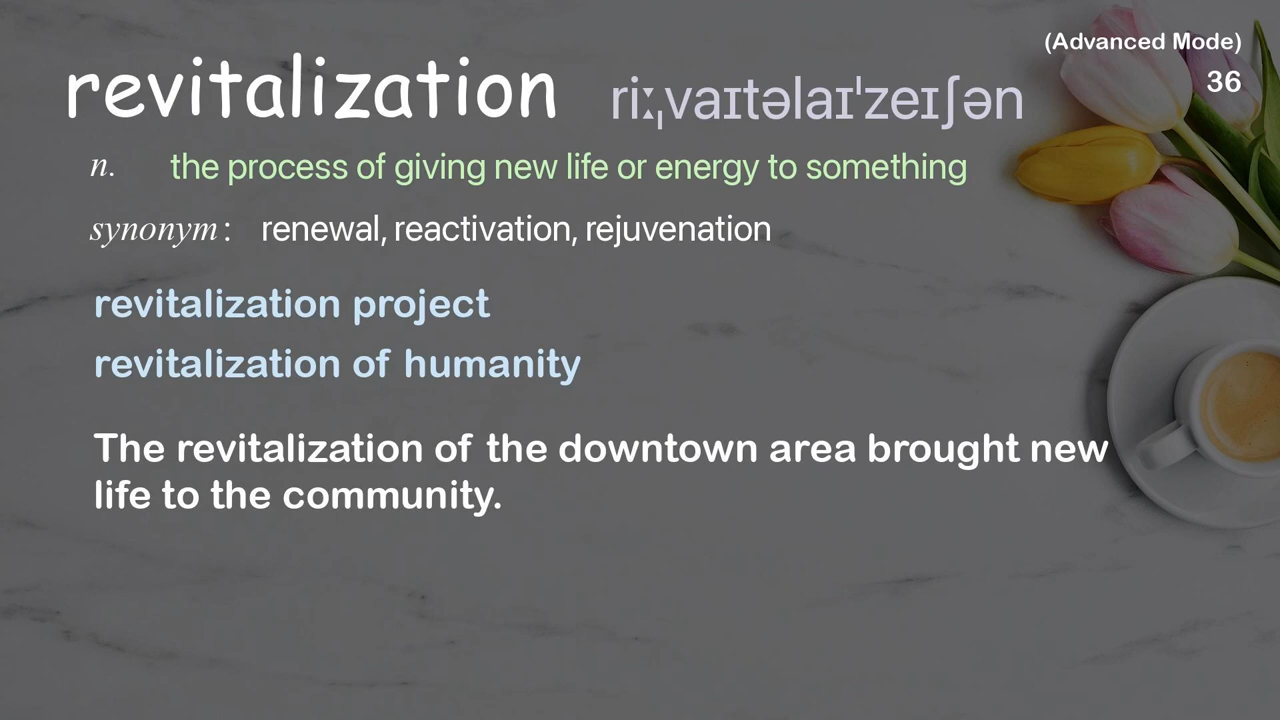 (Advanced Mode)
36
revitalization riːˌvaɪtəlaɪˈzeɪʃən
n. the process of giving new life or energy to something
synonym: renewal, reactivation, rejuvenation
revitalization project
revitalization of humanity
The revitalization of the downtown area brought new
life to the community.